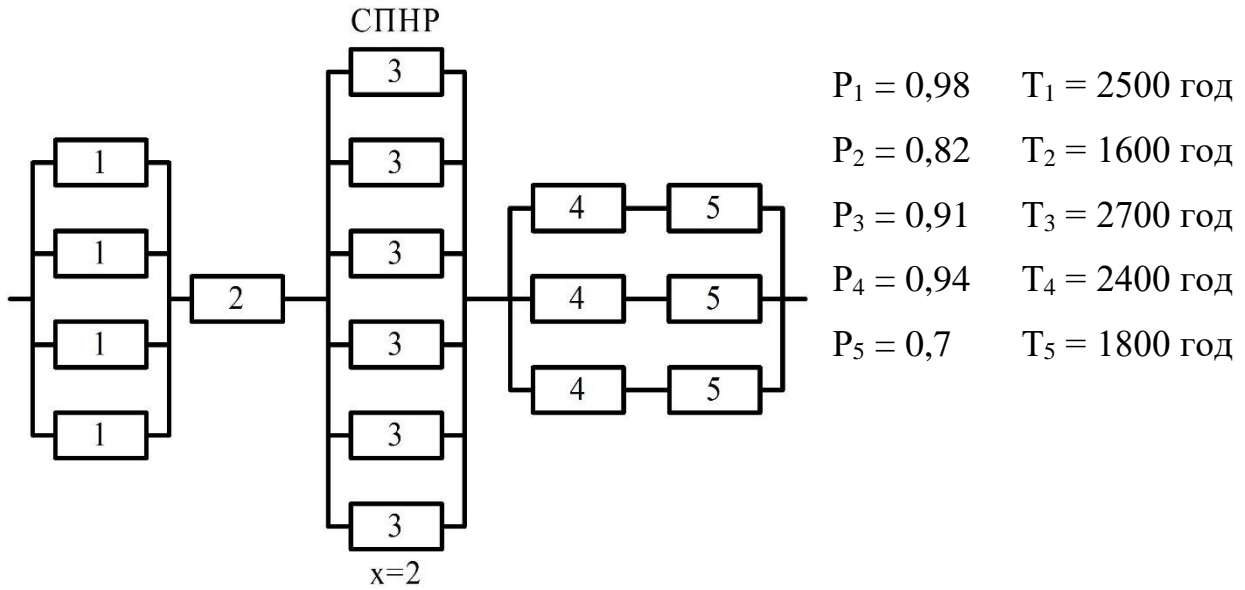 СПНР
3
3
3
3
3
3
x=2
1
1
1
1
2
4 5
4 5
4 5
P₁ = 0,98 T₁ = 2500 год
P₂ = 0,82 T₂ = 1600 год
P₃ = 0,91 T₃ = 2700 год
P₄ = 0,94 T₄ = 2400 год
P₅ = 0,7 T₅ = 1800 год